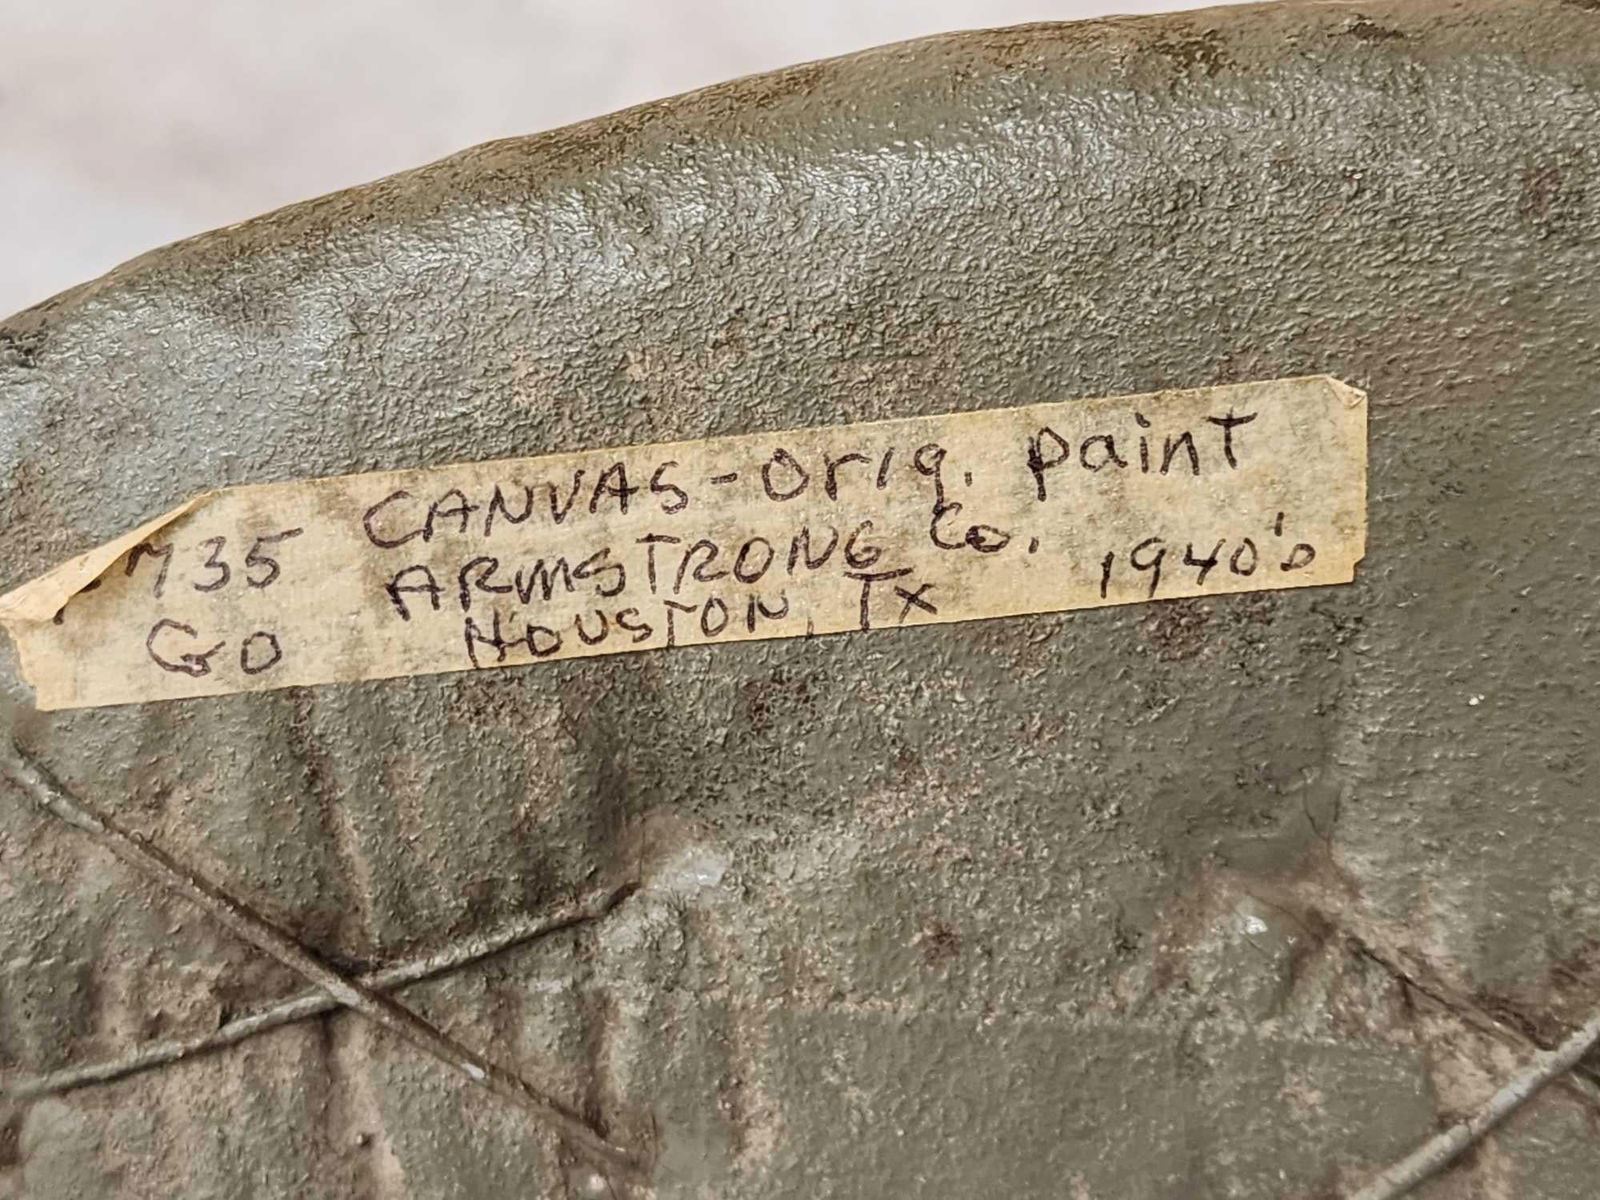 M35 CANVAS-Orig. paint
ARMSTRONG Co.
GO HOUSTON, TX 1940's